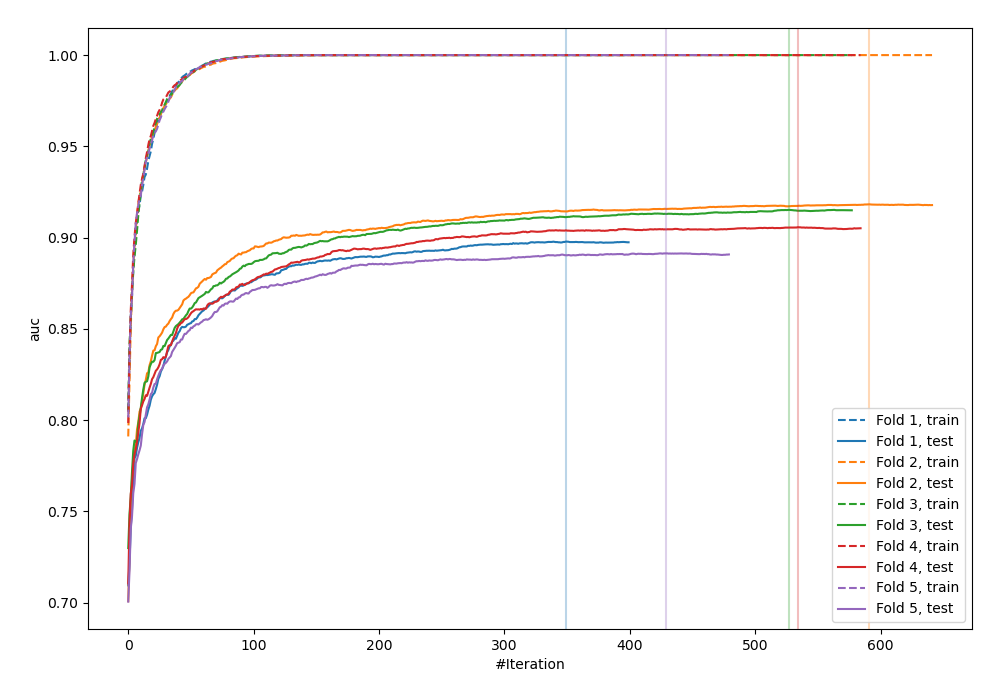 1.00
0.95
0.90
0.85
0.80
0.75
0.70
auc
0 100 200 300 400 500 600
#Iteration
Fold 1, train
Fold 1, test
Fold 2, train
Fold 2, test
Fold 3, train
Fold 3, test
Fold 4, train
Fold 4, test
Fold 5, train
Fold 5, test